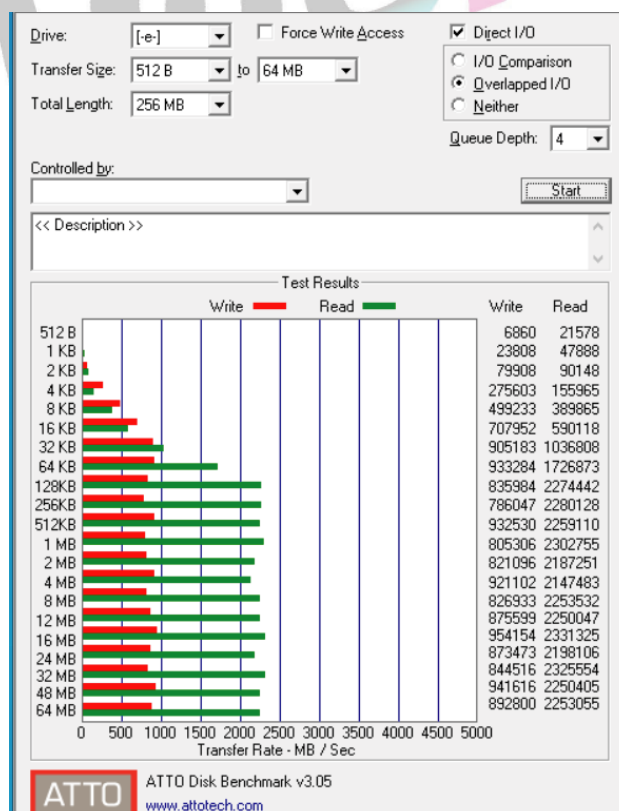 Drive: [-e-] Force Write Access Direct I/O
Transfer Size: 512 B to 64 MB I/O Comparison
Overlapped I/O
Total Length: 256 MB Neither
Queue Depth: 4
Controlled by:
Start
<< Description >>
Test Results
Write Read Write Read
512 B 6860 21578
1 KB 23808 47888
2 KB 79908 90148
4 KB 275603 155965
8 KB 499233 389865
16 KB 707952 590118
32 KB 905183 1036808
64 KB 933284 1726873
128KB 835984 2274442
256KB 786047 2280128
512KB 932530 2259110
1 MB 805306 2302755
2 MB 821096 2187251
4 MB 921102 2147483
8 MB 826933 2253532
12 MB 875599 2250047
16 MB 954154 2331325
24 MB 873473 2198106
32 MB 844516 2325554
48 MB 941616 2250405
64 MB 892800 2253055
0 500 1000 1500 2000 2500 3000 3500 4000 4500 5000
Transfer Rate - MB / Sec
ATTO ATTO Disk Benchmark v3.05
www.attotech.com